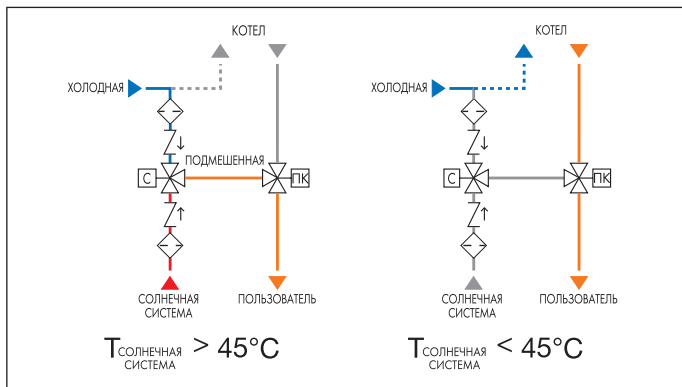 КОТЕЛ
ХОЛОДНАЯ
ПОДМЕШЕННАЯ
С
ПК
СОЛНЕЧНАЯ
СИСТЕМА
ПОЛЬЗОВАТЕЛЬ
TСОЛНЕЧНАЯ СИСТЕМА > 45°C
КОТЕЛ
ХОЛОДНАЯ
С
ПК
СОЛНЕЧНАЯ
СИСТЕМА
ПОЛЬЗОВАТЕЛЬ
TСОЛНЕЧНАЯ СИСТЕМА < 45°C